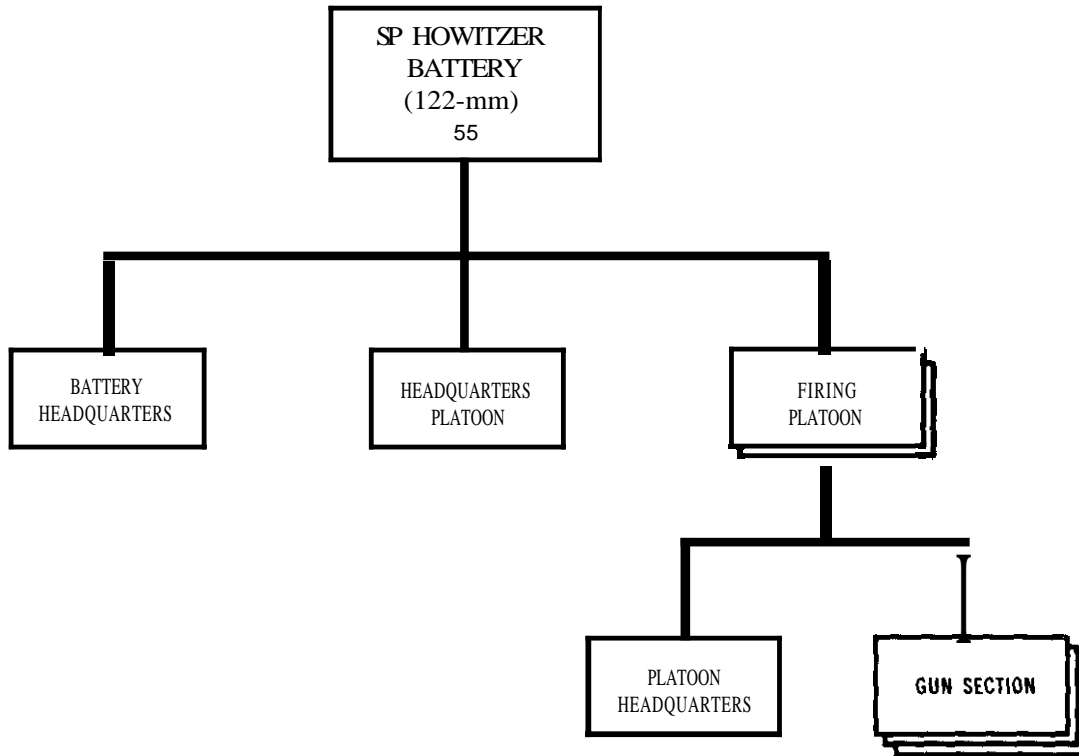 SP HOWITZER
BATTERY
(122-mm)
55
BATTERY
HEADQUARTERS
HEADQUARTERS
PLATOON
FIRING
PLATOON
PLATOON
HEADQUARTERS
GUN SECTION